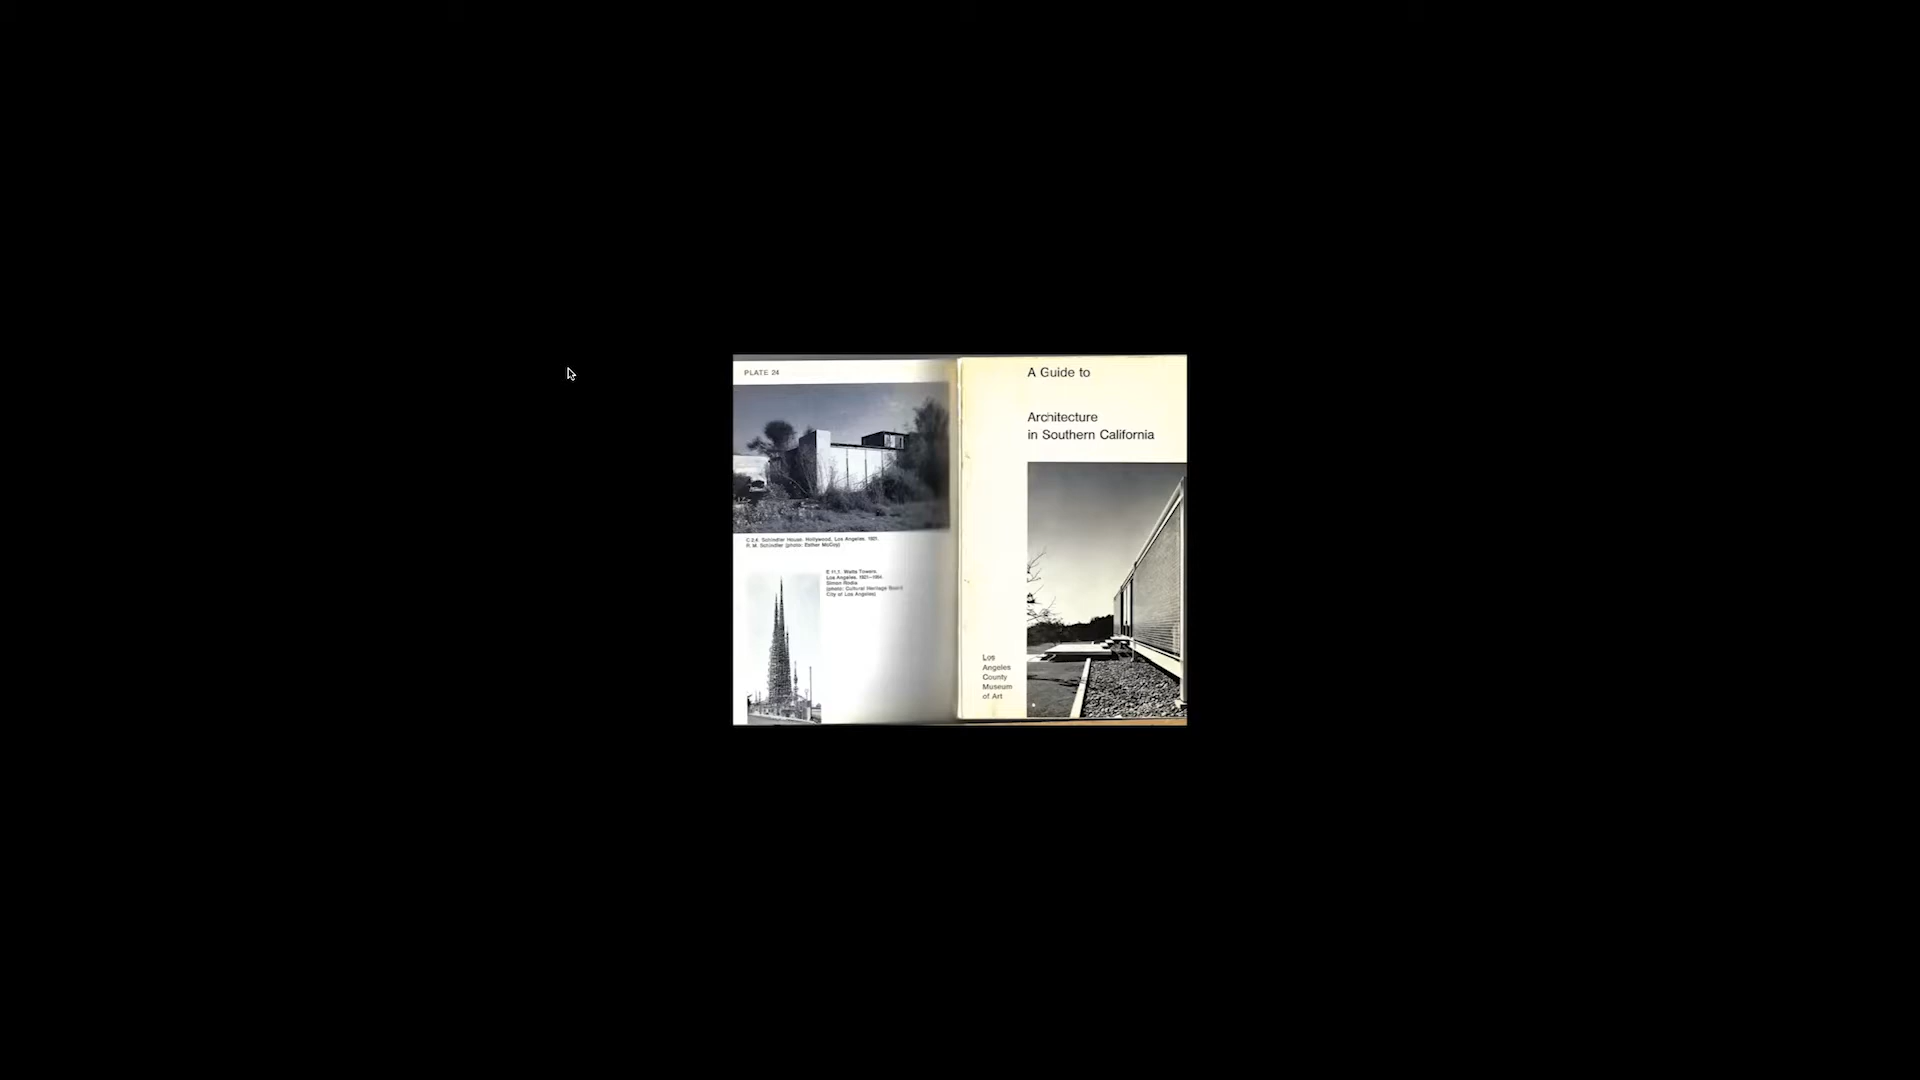 PLATE 24
C 2.4. Schindler House. Hollywood, Los Angeles. 1921.
R. M. Schindler (photo: Esther McCoy)
E 11.1. Watts Towers.
Los Angeles. 1921–1954.
Simon Rodia
(photo: Cultural Heritage Board
City of Los Angeles)
A Guide to
Architecture
in Southern California
Los
Angeles
County
Museum
of Art